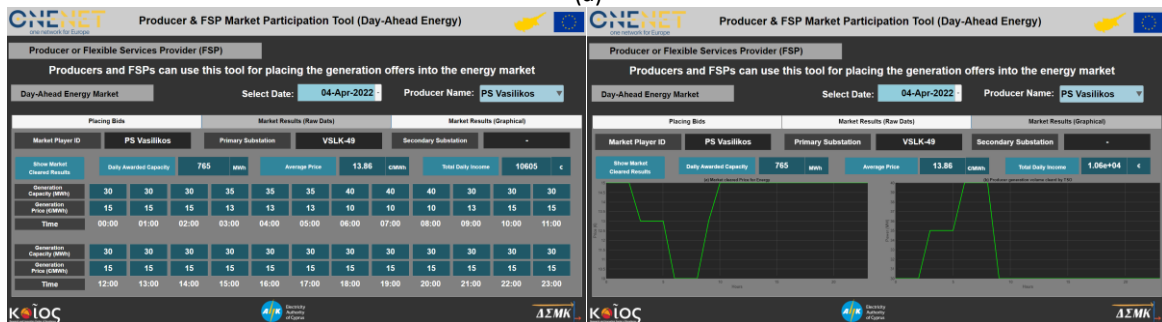 (a)
ONENET
one network for Europe
Producer & FSP Market Participation Tool (Day-Ahead Energy)
Producer or Flexible Services Provider (FSP)
Producers and FSPs can use this tool for placing the generation offers into the energy market
Day-Ahead Energy Market Select Date: 04-Apr-2022 Producer Name: PS Vasilikos
Placing Bids Market Results (Raw Data) Market Results (Graphical)
Market Player ID PS Vasilikos Primary Substation VSLK-49 Secondary Substation -
Show Market Cleared Results Daily Awarded Capacity 765 MWh Average Price 13.86 €/MWh Total Daily Income 10605 €
Generation Capacity (MWh) 30 30 30 35 35 35 40 40 40 30 30 30
Generation Price (€/MWh) 15 15 15 13 13 13 10 10 10 13 15 15
Time 00:00 01:00 02:00 03:00 04:00 05:00 06:00 07:00 08:00 09:00 10:00 11:00
Generation Capacity (MWh) 30 30 30 30 30 30 30 30 30 30 30 30
Generation Price (€/MWh) 15 15 15 15 15 15 15 15 15 15 15 15
Time 12:00 13:00 14:00 15:00 16:00 17:00 18:00 19:00 20:00 21:00 22:00 23:00
κοῖος
Electricity
Authority
of Cyprus
ΔΣΜΚ
ONENET
one network for Europe
Producer & FSP Market Participation Tool (Day-Ahead Energy)
Producer or Flexible Services Provider (FSP)
Producers and FSPs can use this tool for placing the generation offers into the energy market
Day-Ahead Energy Market Select Date: 04-Apr-2022 Producer Name: PS Vasilikos
Placing Bids Market Results (Raw Data) Market Results (Graphical)
Market Player ID PS Vasilikos Primary Substation VSLK-49 Secondary Substation -
Show Market Cleared Results Daily Awarded Capacity 765 MWh Average Price 13.86 €/MWh Total Daily Income 1.06e+04 €
(a) Market cleared Price for Energy
κοῖος
Electricity
Authority
of Cyprus
ΔΣΜΚ